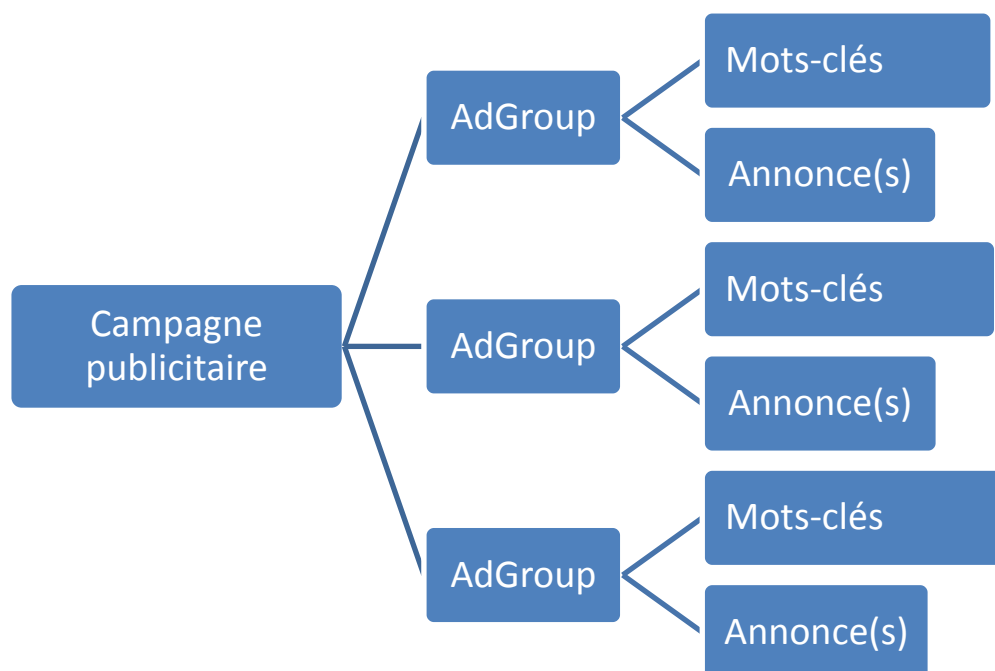 Mots-clés
AdGroup
Annonce(s)
Mots-clés
Campagne
publicitaire
AdGroup
Annonce(s)
Mots-clés
AdGroup
Annonce(s)